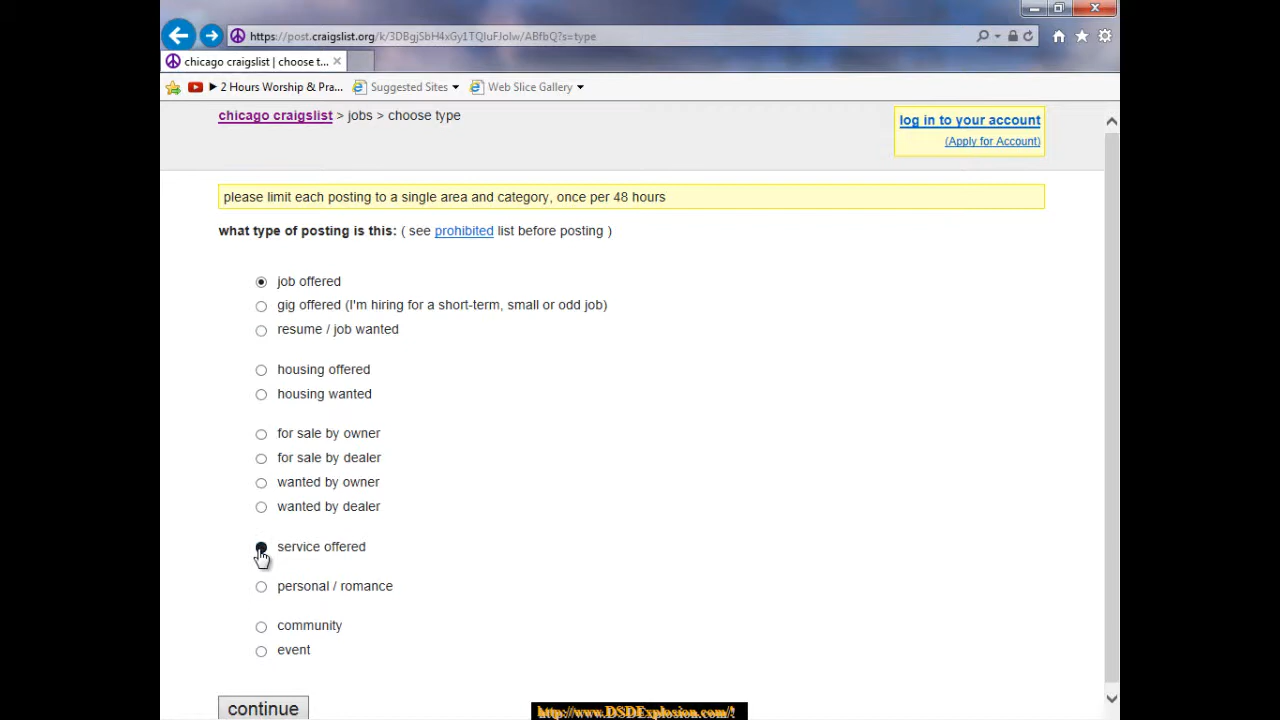 https://post.craigslist.org/k/3DBgjSbH4xGy1TQluFJolw/ABfbQ?s=type
chicago craigslist | choose t...
2 Hours Worship & Pra...
Suggested Sites
Web Slice Gallery
chicago craigslist > jobs > choose type
log in to your account
(Apply for Account)
please limit each posting to a single area and category, once per 48 hours
what type of posting is this: ( see prohibited list before posting )
job offered
gig offered (I'm hiring for a short-term, small or odd job)
resume / job wanted
housing offered
housing wanted
for sale by owner
for sale by dealer
wanted by owner
wanted by dealer
service offered
personal / romance
community
event
continue
http://www.DSDExplosion.com/!